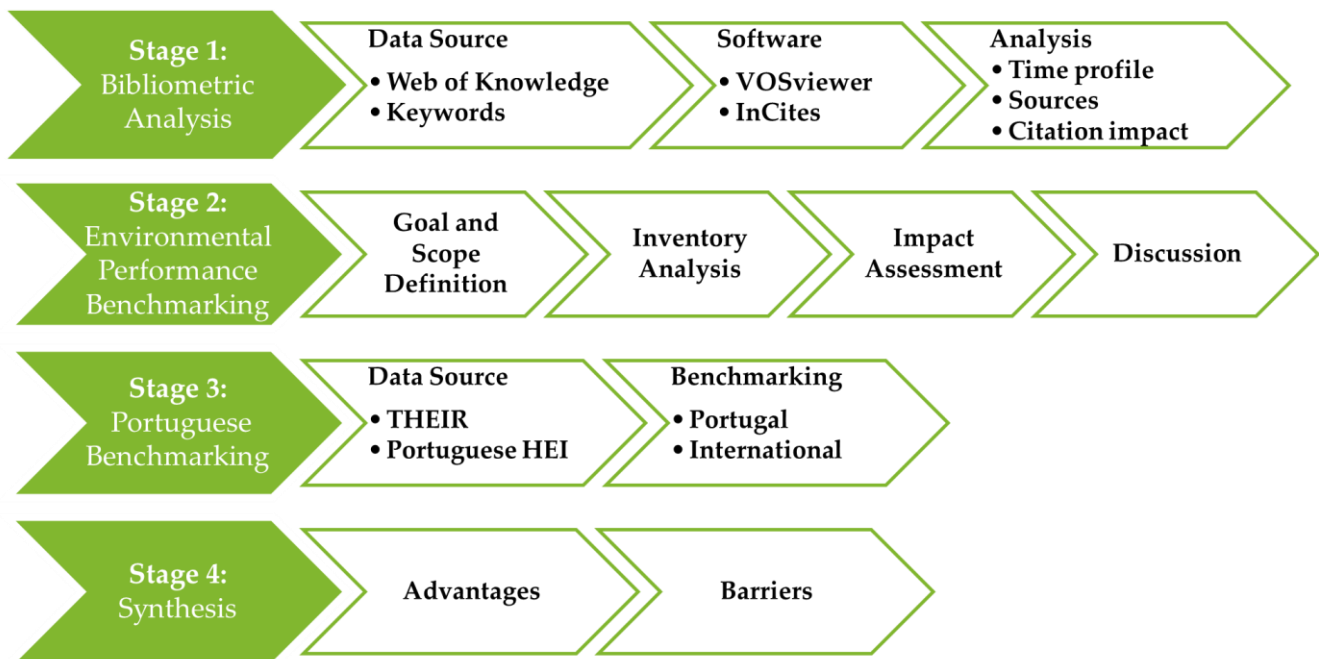 Stage 1:
Bibliometric
Analysis
Data Source
• Web of Knowledge
• Keywords
Software
• VOSviewer
• InCites
Analysis
• Time profile
• Sources
• Citation impact
Stage 2:
Environmental
Performance
Benchmarking
Goal and
Scope
Definition
Inventory
Analysis
Impact
Assessment
Discussion
Stage 3:
Portuguese
Benchmarking
Data Source
• THEIR
• Portuguese HEI
Benchmarking
• Portugal
• International
Stage 4:
Synthesis
Advantages
Barriers